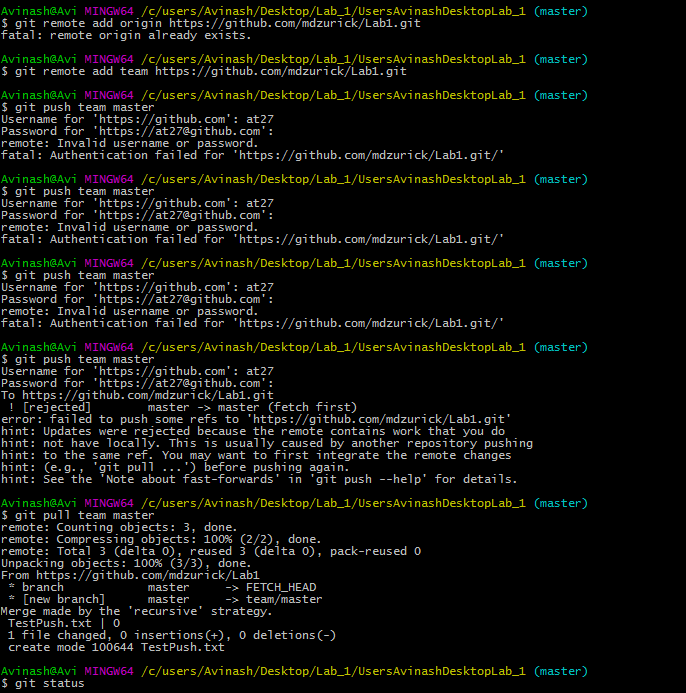 Avinash@Avi MINGW64 /c/users/Avinash/Desktop/Lab_1/UsersAvinashDesktopLab_1 (master)
$ git remote add origin https://github.com/mdzurick/Lab1.git
fatal: remote origin already exists.
Avinash@Avi MINGW64 /c/users/Avinash/Desktop/Lab_1/UsersAvinashDesktopLab_1 (master)
$ git remote add team https://github.com/mdzurick/Lab1.git
Avinash@Avi MINGW64 /c/users/Avinash/Desktop/Lab_1/UsersAvinashDesktopLab_1 (master)
$ git push team master
Username for 'https://github.com': at27
Password for 'https://at27@github.com':
remote: Invalid username or password.
fatal: Authentication failed for 'https://github.com/mdzurick/Lab1.git/'
Avinash@Avi MINGW64 /c/users/Avinash/Desktop/Lab_1/UsersAvinashDesktopLab_1 (master)
$ git push team master
Username for 'https://github.com': at27
Password for 'https://at27@github.com':
remote: Invalid username or password.
fatal: Authentication failed for 'https://github.com/mdzurick/Lab1.git/'
Avinash@Avi MINGW64 /c/users/Avinash/Desktop/Lab_1/UsersAvinashDesktopLab_1 (master)
$ git push team master
Username for 'https://github.com': at27
Password for 'https://at27@github.com':
remote: Invalid username or password.
fatal: Authentication failed for 'https://github.com/mdzurick/Lab1.git/'
Avinash@Avi MINGW64 /c/users/Avinash/Desktop/Lab_1/UsersAvinashDesktopLab_1 (master)
$ git push team master
Username for 'https://github.com': at27
Password for 'https://at27@github.com':
To https://github.com/mdzurick/Lab1.git
 ! [rejected]        master -> master (fetch first)
error: failed to push some refs to 'https://github.com/mdzurick/Lab1.git'
hint: Updates were rejected because the remote contains work that you do
hint: not have locally. This is usually caused by another repository pushing
hint: to the same ref. You may want to first integrate the remote changes
hint: (e.g., 'git pull ...') before pushing again.
hint: See the 'Note about fast-forwards' in 'git push --help' for details.
Avinash@Avi MINGW64 /c/users/Avinash/Desktop/Lab_1/UsersAvinashDesktopLab_1 (master)
$ git pull team master
remote: Counting objects: 3, done.
remote: Compressing objects: 100% (2/2), done.
remote: Total 3 (delta 0), reused 3 (delta 0), pack-reused 0
Unpacking objects: 100% (3/3), done.
From https://github.com/mdzurick/Lab1
 * branch            master     -> FETCH_HEAD
 * [new branch]      master     -> team/master
Merge made by the 'recursive' strategy.
 TestPush.txt | 0
 1 file changed, 0 insertions(+), 0 deletions(-)
 create mode 100644 TestPush.txt
Avinash@Avi MINGW64 /c/users/Avinash/Desktop/Lab_1/UsersAvinashDesktopLab_1 (master)
$ git status